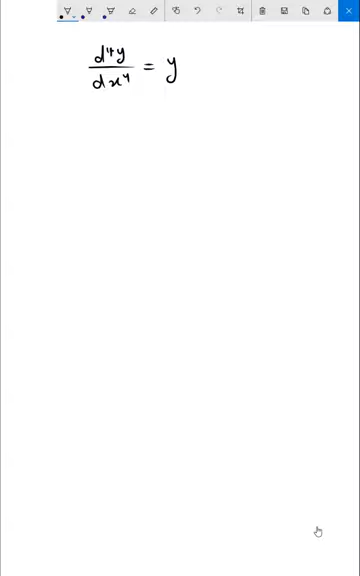 d⁴y/dx⁴ = y